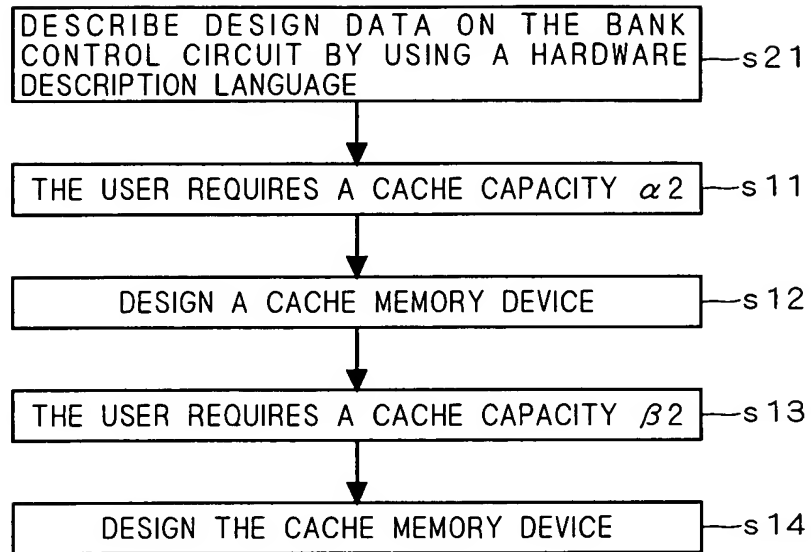 DESCRIBE DESIGN DATA ON THE BANK
CONTROL CIRCUIT BY USING A HARDWARE
DESCRIPTION LANGUAGE
s21
THE USER REQUIRES A CACHE CAPACITY α2
s11
DESIGN A CACHE MEMORY DEVICE
s12
THE USER REQUIRES A CACHE CAPACITY β2
s13
DESIGN THE CACHE MEMORY DEVICE
s14